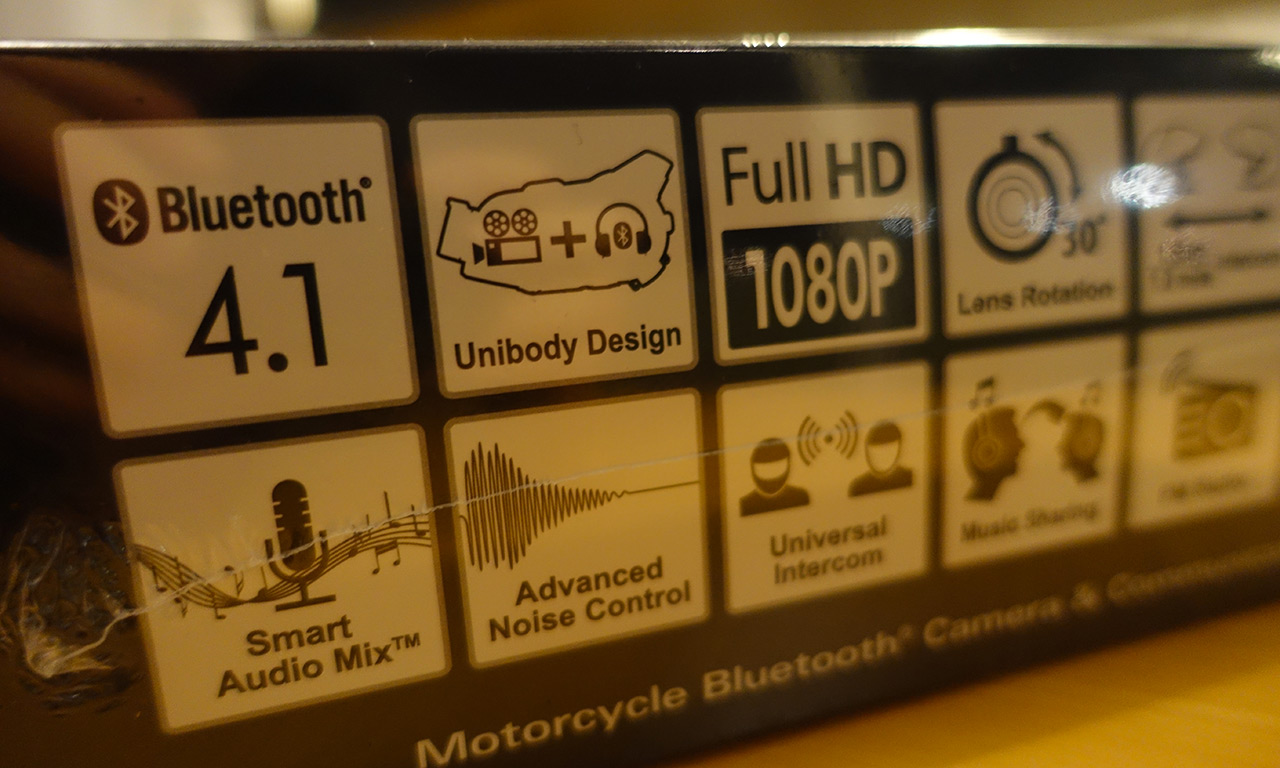 Bluetooth®
4.1
Unibody Design
Full HD
1080P
30°
Lens Rotation
Smart
Audio Mix™
Advanced
Noise Control
Universal
Intercom
Music Sharing
Motorcycle Bluetooth® Camera &